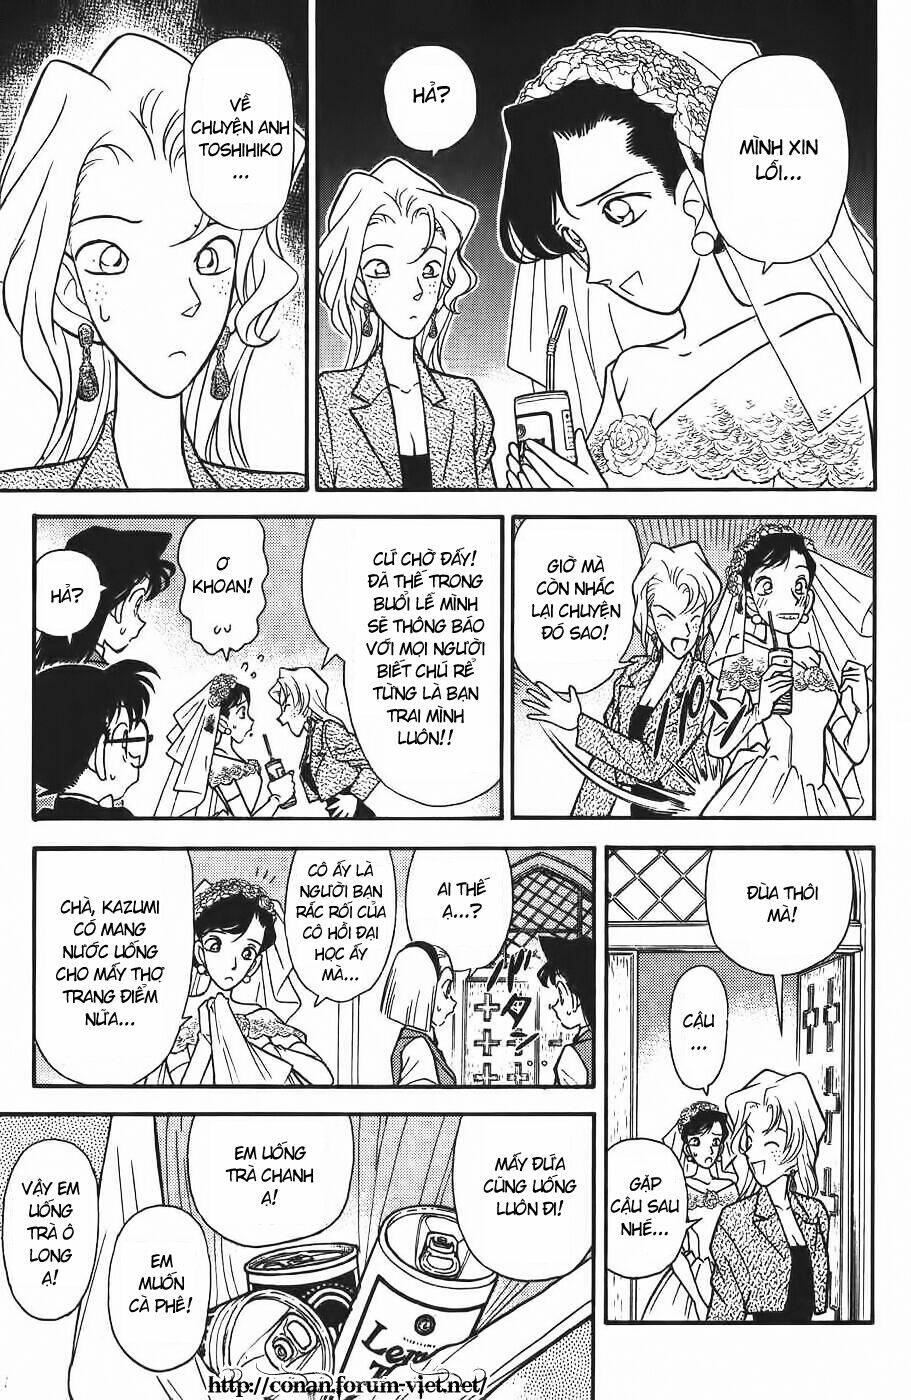 MÌNH XIN
LỖI...
HẢ?
VỀ
CHUYỆN ANH
TOSHIHIKO
...
GIỜ MÀ
CÒN NHẮC
LẠI CHUYỆN
ĐÓ SAO!
CỨ CHỜ ĐẤY!
ĐÃ THẾ TRONG
BUỔI LỄ MÌNH
SẼ THÔNG BÁO
VỚI MỌI NGƯỜI
BIẾT CHÚ RỂ
TỪNG LÀ BẠN
TRAI MÌNH
LUÔN!!
Ơ
KHOAN!
HẢ?
ĐÙA THÔI
MÀ!
CẬU
...
GẶP
CẬU SAU
NHÉ...
AI THẾ
Ạ...?
CÔ ẤY LÀ
NGƯỜI BẠN
RẮC RỐI CỦA
CÔ HỒI ĐẠI
HỌC ẤY
MÀ...
CHÀ, KAZUMI
CÓ MANG
NƯỚC UỐNG
CHO MẤY THỢ
TRANG ĐIỂM
NỮA...
MẤY ĐỨA
CŨNG UỐNG
LUÔN ĐI!
EM UỐNG
TRÀ CHANH
Ạ!
EM
MUỐN
CÀ PHÊ!
VẬY EM
UỐNG
TRÀ Ô
LONG
Ạ!
http://conan.forum-viet.net/